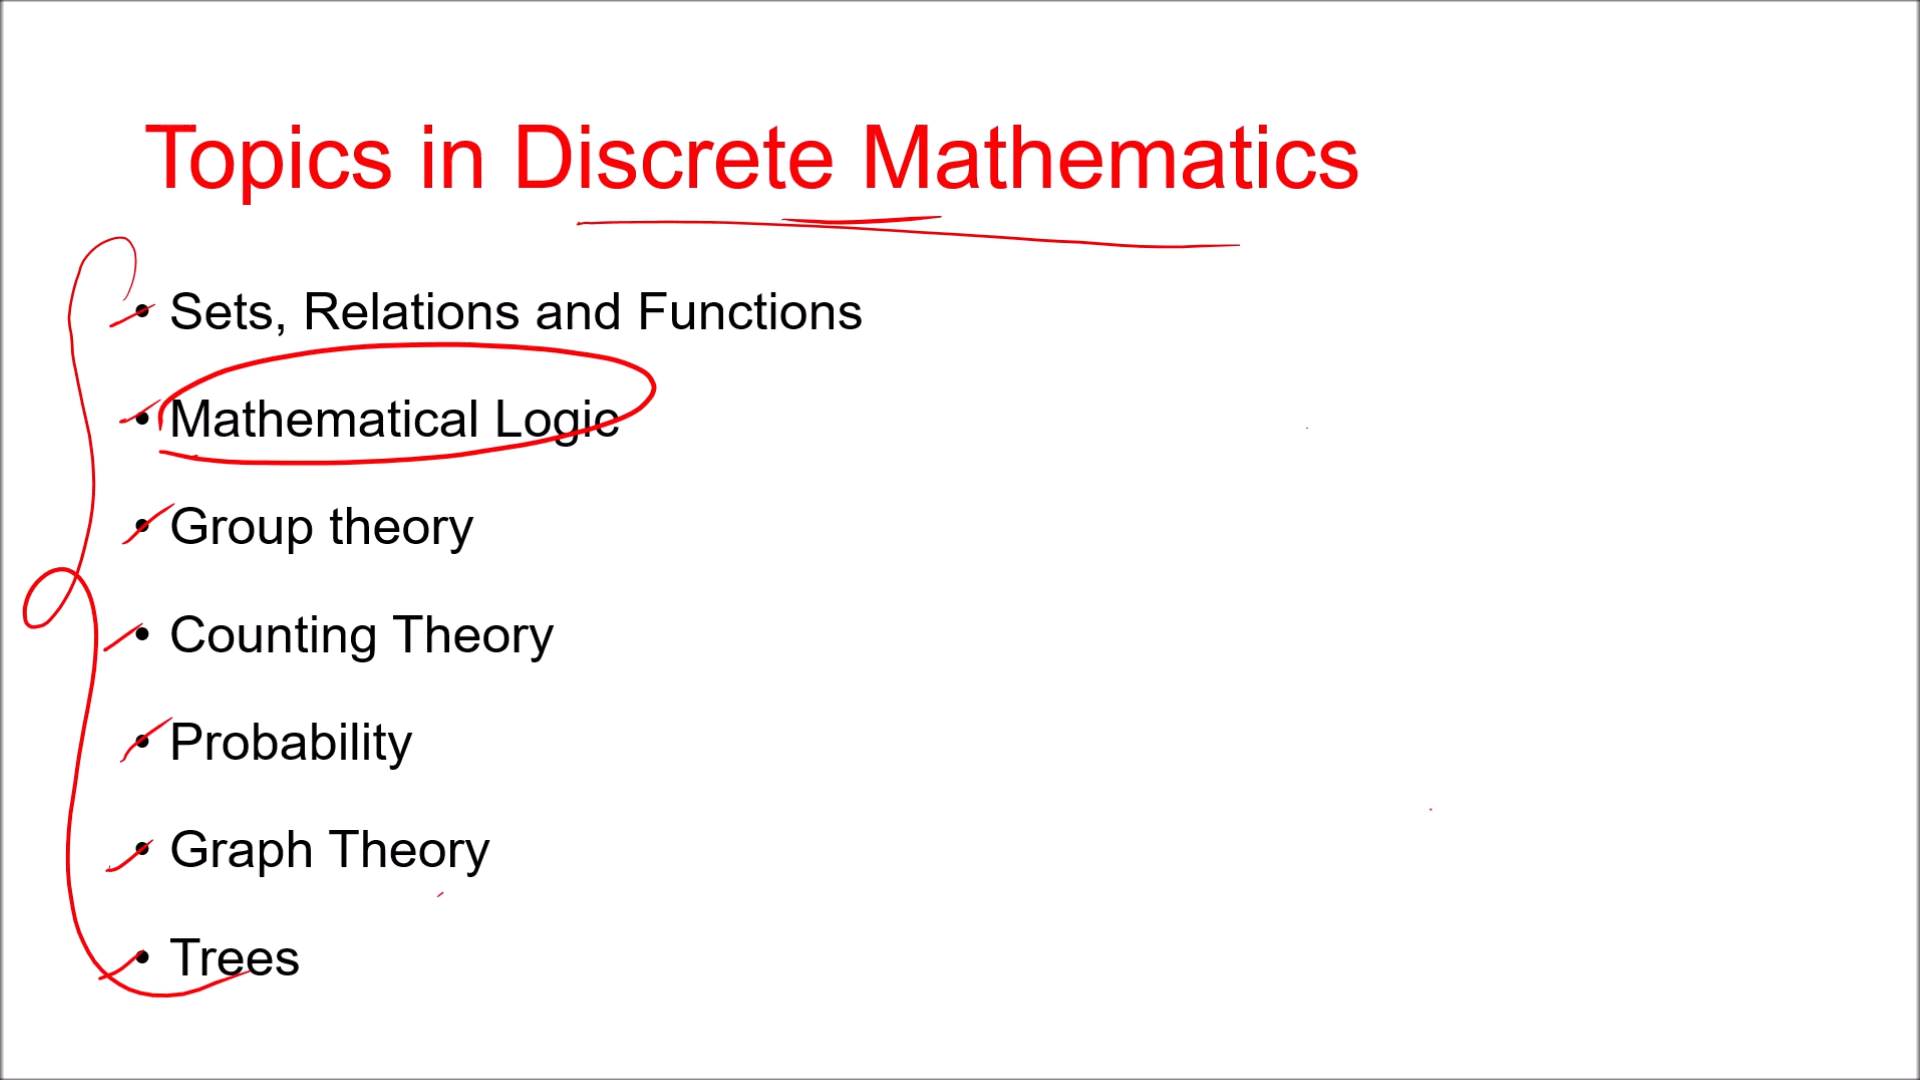 Topics in Discrete Mathematics
• Sets, Relations and Functions
• Mathematical Logic
• Group theory
• Counting Theory
• Probability
• Graph Theory
• Trees